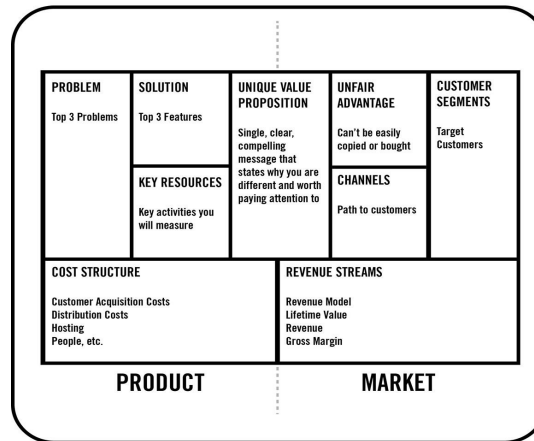 PROBLEM
Top 3 Problems
SOLUTION
Top 3 Features
KEY RESOURCES
Key activities you
will measure
UNIQUE VALUE
PROPOSITION
Single, clear,
compelling
message that
states why you are
different and worth
paying attention to
UNFAIR
ADVANTAGE
Can't be easily
copied or bought
CHANNELS
Path to customers
CUSTOMER
SEGMENTS
Target
Customers
COST STRUCTURE
Customer Acquisition Costs
Distribution Costs
Hosting
People, etc.
REVENUE STREAMS
Revenue Model
Lifetime Value
Revenue
Gross Margin
PRODUCT
MARKET